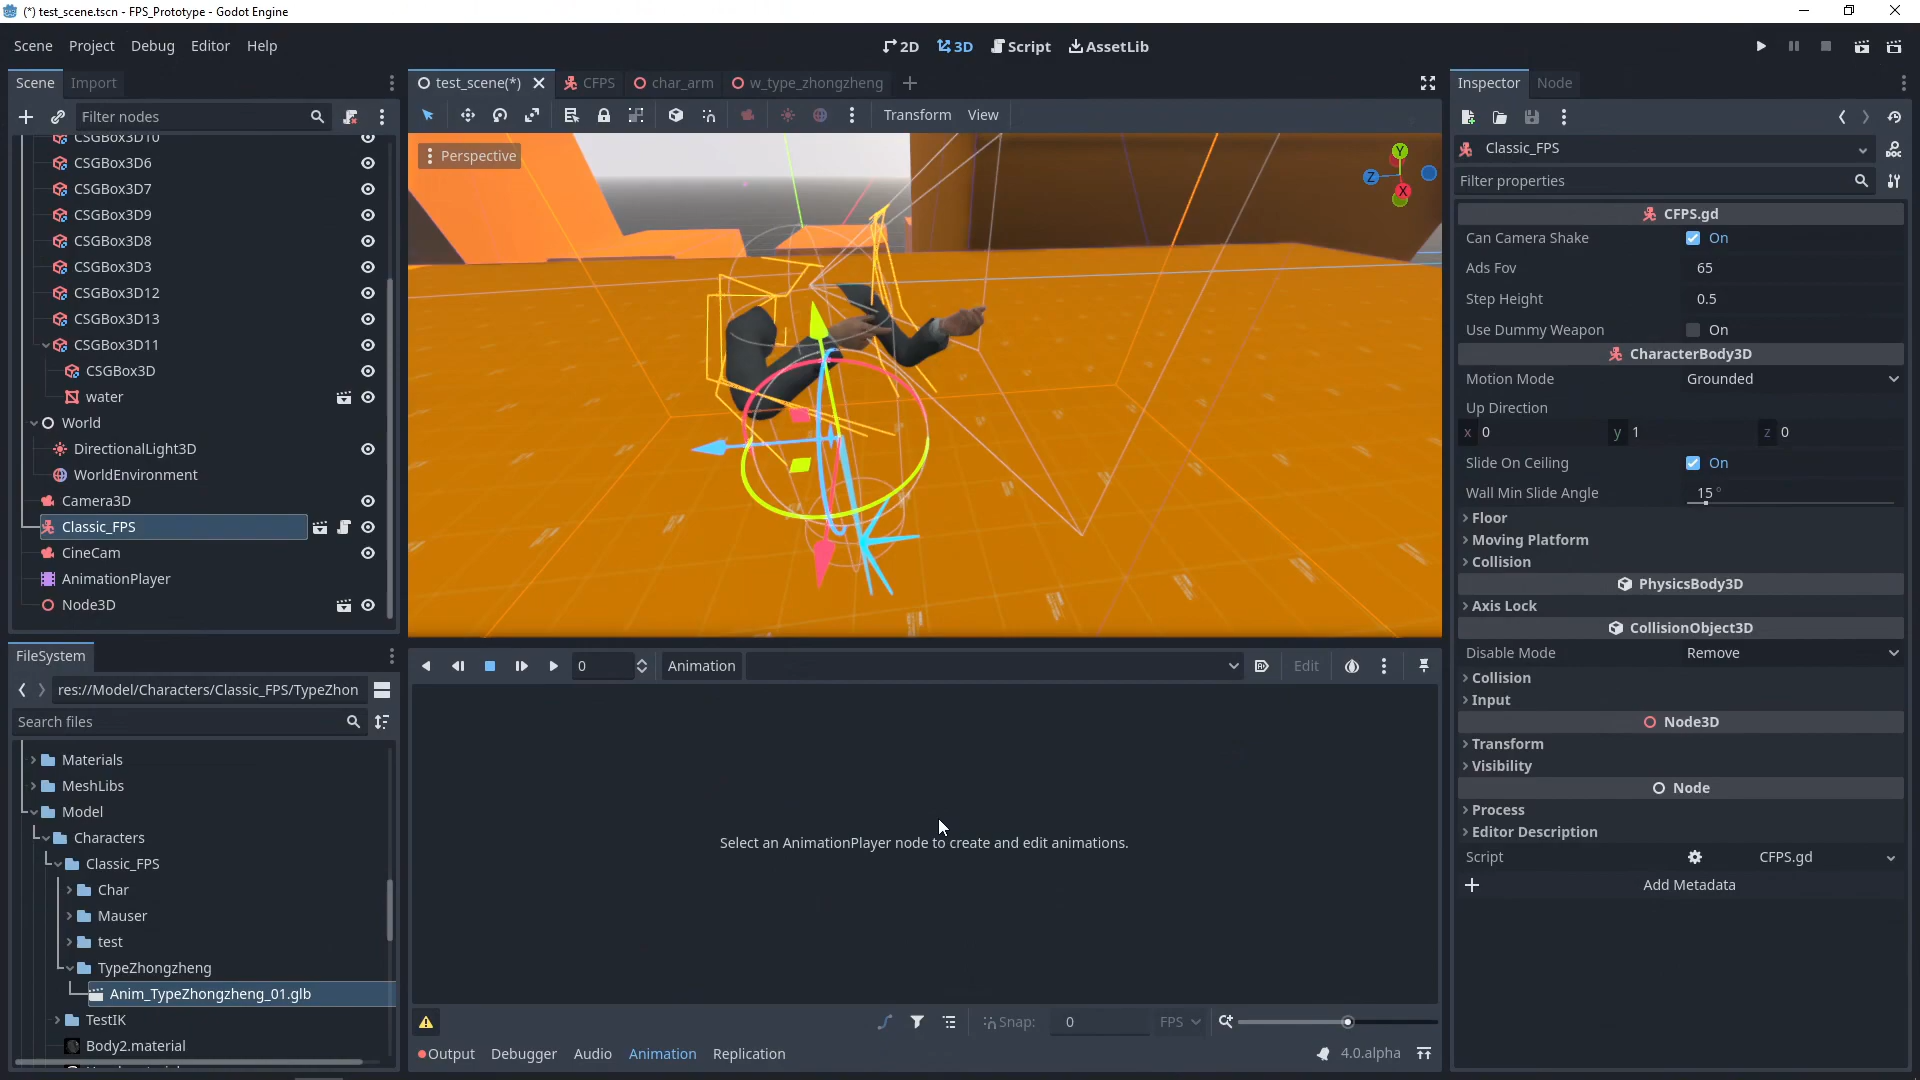 (*) test_scene.tscn - FPS_Prototype - Godot Engine
Scene Project Debug Editor Help
2D 3D Script AssetLib
Scene Import
Filter nodes
CSGBox3D10
CSGBox3D6
CSGBox3D7
CSGBox3D9
CSGBox3D8
CSGBox3D3
CSGBox3D12
CSGBox3D13
CSGBox3D11
CSGBox3D
water
World
DirectionalLight3D
WorldEnvironment
Camera3D
Classic_FPS
CineCam
AnimationPlayer
Node3D
FileSystem
res://Model/Characters/Classic_FPS/TypeZhon
Search files
Materials
MeshLibs
Model
Characters
Classic_FPS
Char
Mauser
test
TypeZhongzheng
Anim_TypeZhongzheng_01.glb
TestIK
Body2.material
test_scene(*) CFPS char_arm w_type_zhongzheng
Transform View
Perspective
Y
Z
X
0 Animation Edit
Select an AnimationPlayer node to create and edit animations.
Snap: 0 FPS
Output Debugger Audio Animation Replication 4.0.alpha
Inspector Node
Classic_FPS
Filter properties
CFPS.gd
Can Camera Shake On
Ads Fov 65
Step Height 0.5
Use Dummy Weapon On
CharacterBody3D
Motion Mode Grounded
Up Direction
x 0 y 1 z 0
Slide On Ceiling On
Wall Min Slide Angle 15 °
Floor
Moving Platform
Collision
PhysicsBody3D
Axis Lock
CollisionObject3D
Disable Mode Remove
Collision
Input
Node3D
Transform
Visibility
Node
Process
Editor Description
Script CFPS.gd
Add Metadata